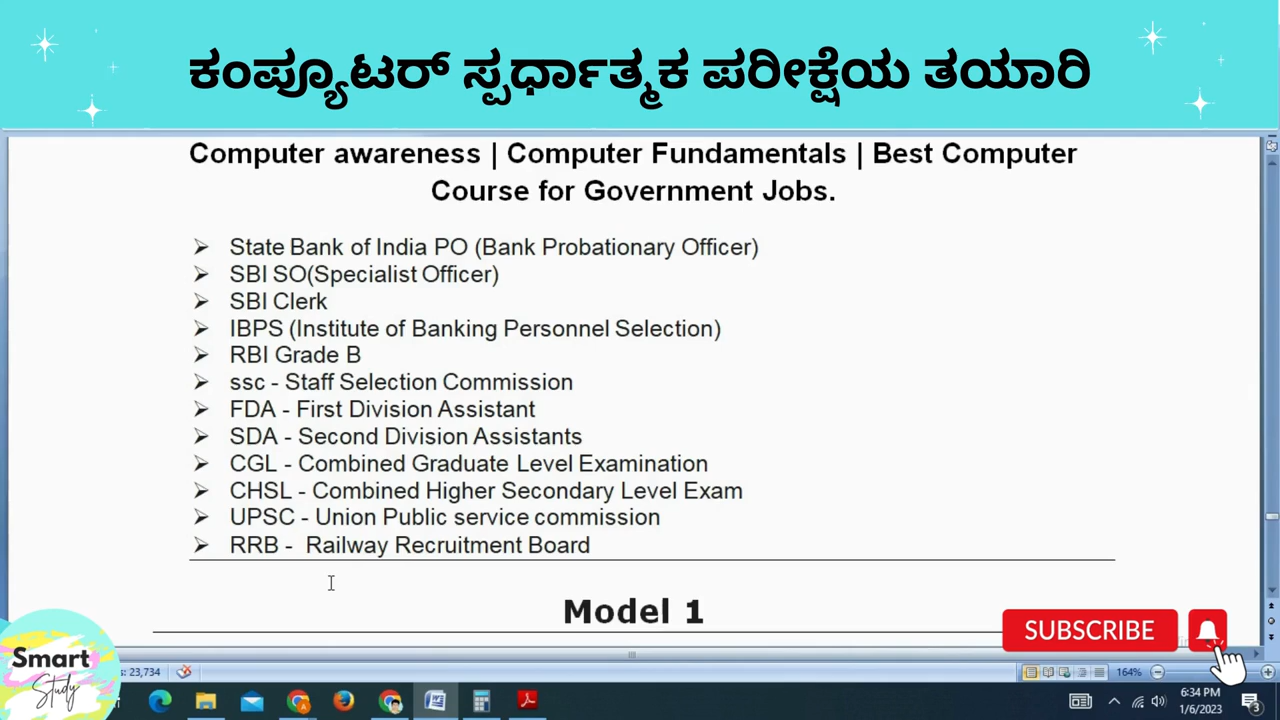 ಕಂಪ್ಯೂಟರ್ ಸ್ಪರ್ಧಾತ್ಮಕ ಪರೀಕ್ಷೆಯ ತಯಾರಿ
Computer awareness | Computer Fundamentals | Best Computer
Course for Government Jobs.
➢ State Bank of India PO (Bank Probationary Officer)
➢ SBI SO(Specialist Officer)
➢ SBI Clerk
➢ IBPS (Institute of Banking Personnel Selection)
➢ RBI Grade B
➢ ssc - Staff Selection Commission
➢ FDA - First Division Assistant
➢ SDA - Second Division Assistants
➢ CGL - Combined Graduate Level Examination
➢ CHSL - Combined Higher Secondary Level Exam
➢ UPSC - Union Public service commission
➢ RRB - Railway Recruitment Board
Model 1
SUBSCRIBE
Smart
Study
: 23,734
164%
6:34 PM
1/6/2023
3